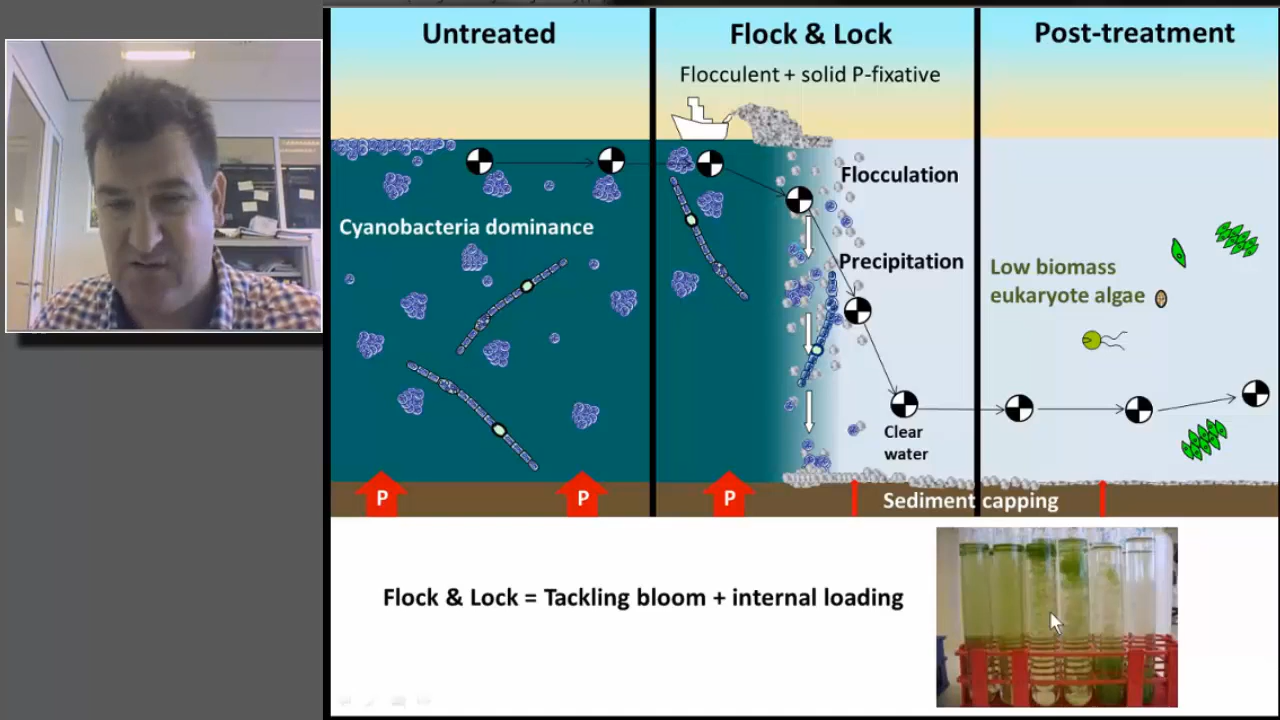 Untreated
Flock & Lock
Post-treatment
Flocculent + solid P-fixative
Flocculation
Cyanobacteria dominance
Precipitation
Low biomass
eukaryote algae
Clear
water
P
P
P
Sediment capping
Flock & Lock = Tackling bloom + internal loading